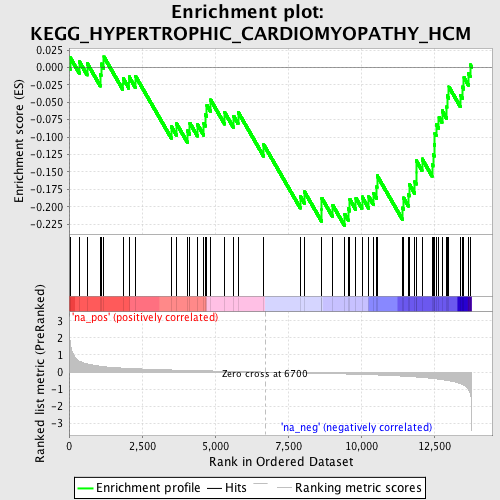 Enrichment plot:
KEGG_HYPERTROPHIC_CARDIOMYOPATHY_HCM
Enrichment score (ES)
0.025
0.000
-0.025
-0.050
-0.075
-0.100
-0.125
-0.150
-0.175
-0.200
-0.225
'na_pos' (positively correlated)
Ranked list metric (PreRanked)
3
2
1
0
-1
-2
-3
Zero cross at 6700
'na_neg' (negatively correlated)
0
2,500
5,000
7,500
10,000
12,500
Rank in Ordered Dataset
Enrichment profile
Hits
Ranking metric scores